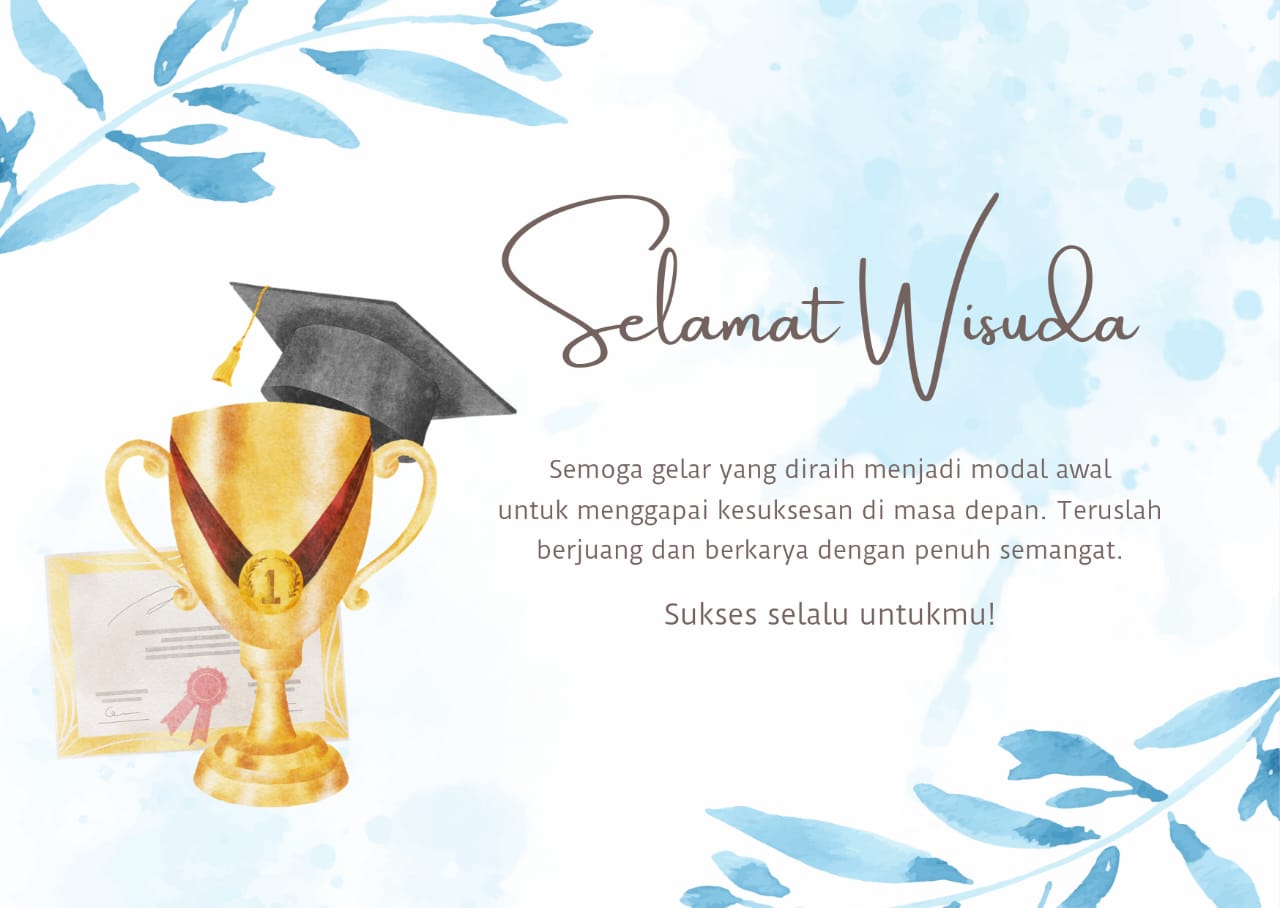 Selamat Wisuda
Semoga gelar yang diraih menjadi modal awal
untuk menggapai kesuksesan di masa depan. Teruslah
berjuang dan berkarya dengan penuh semangat.
Sukses selalu untukmu!
1